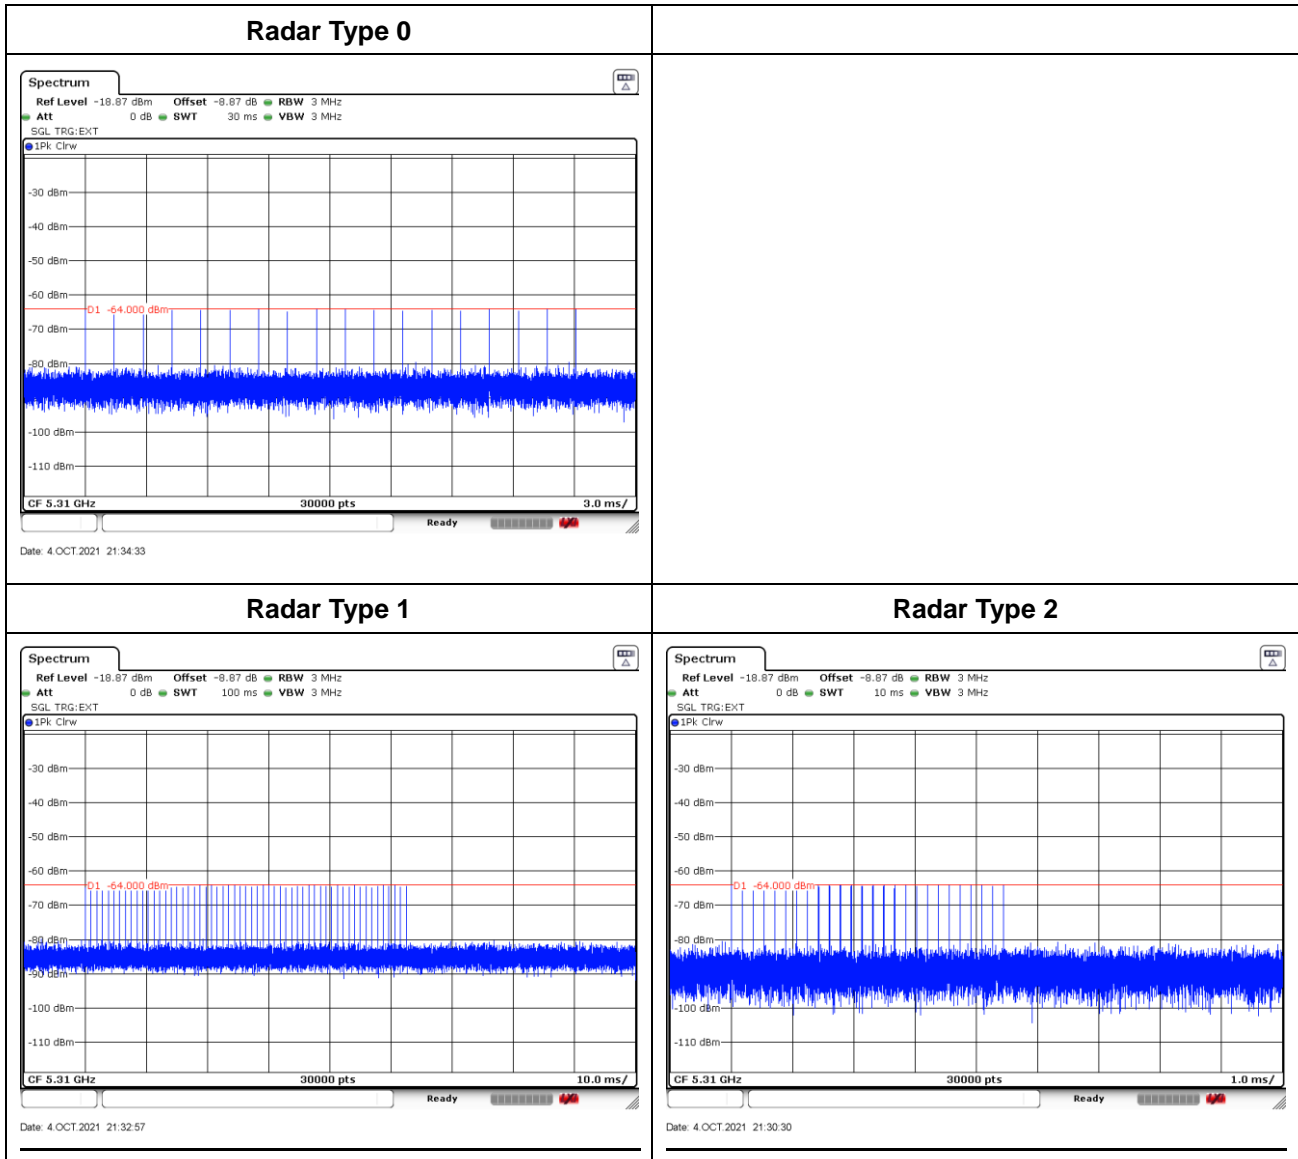 Radar Type 0
Spectrum
Ref Level -18.87 dBm Offset -8.87 dB RBW 3 MHz
Att 0 dB SWT 30 ms VBW 3 MHz
SGL TRG:EXT
1Pk Clrw
-30 dBm
-40 dBm
-50 dBm
-60 dBm
D1 -64.000 dBm
-70 dBm
-80 dBm
-100 dBm
-110 dBm
CF 5.31 GHz 30000 pts 3.0 ms/
Ready
Date: 4.OCT.2021 21:34:33
Radar Type 1
Spectrum
Ref Level -18.87 dBm Offset -8.87 dB RBW 3 MHz
Att 0 dB SWT 100 ms VBW 3 MHz
SGL TRG:EXT
1Pk Clrw
-30 dBm
-40 dBm
-50 dBm
-60 dBm
D1 -64.000 dBm
-70 dBm
-80 dBm
-90 dBm
-100 dBm
-110 dBm
CF 5.31 GHz 30000 pts 10.0 ms/
Ready
Date: 4.OCT.2021 21:32:57
Radar Type 2
Spectrum
Ref Level -18.87 dBm Offset -8.87 dB RBW 3 MHz
Att 0 dB SWT 10 ms VBW 3 MHz
SGL TRG:EXT
1Pk Clrw
-30 dBm
-40 dBm
-50 dBm
-60 dBm
D1 -64.000 dBm
-70 dBm
-80 dBm
-100 dBm
-110 dBm
CF 5.31 GHz 30000 pts 1.0 ms/
Ready
Date: 4.OCT.2021 21:30:30